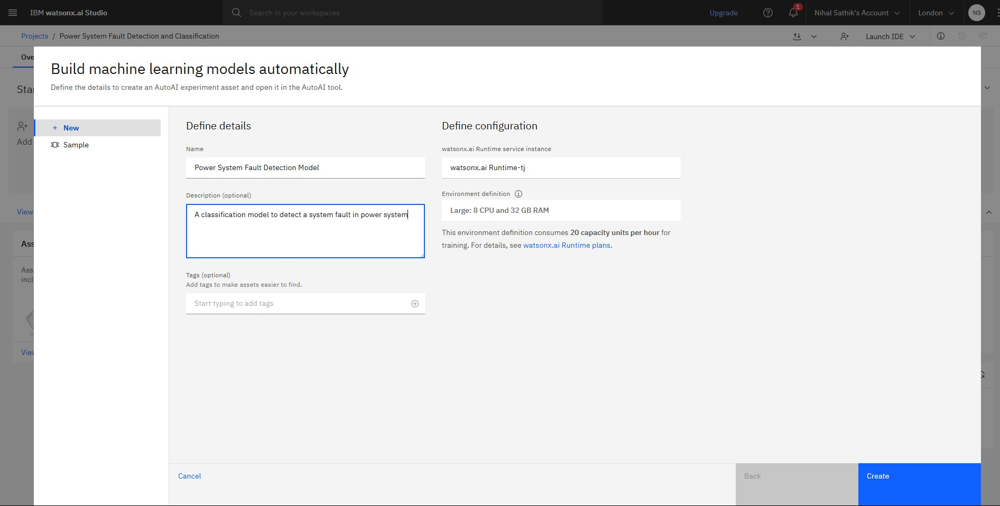 IBM watsonx.ai Studio
Search in your workspaces
Upgrade
1
Nihal Sathik's Account
London
NS
Projects / Power System Fault Detection and Classification
Launch IDE
Ove
Build machine learning models automatically
Define the details to create an AutoAI experiment asset and open it in the AutoAI tool.
Sta
Add
View
Ass
Ass
incl
View
+ New
Sample
Define details
Name
Power System Fault Detection Model
Description (optional)
A classification model to detect a system fault in power system
Tags (optional)
Add tags to make assets easier to find.
Start typing to add tags
Define configuration
watsonx.ai Runtime service instance
watsonx.ai Runtime-tj
Environment definition
Large: 8 CPU and 32 GB RAM
This environment definition consumes 20 capacity units per hour for
training. For details, see watsonx.ai Runtime plans.
Cancel
Back
Create